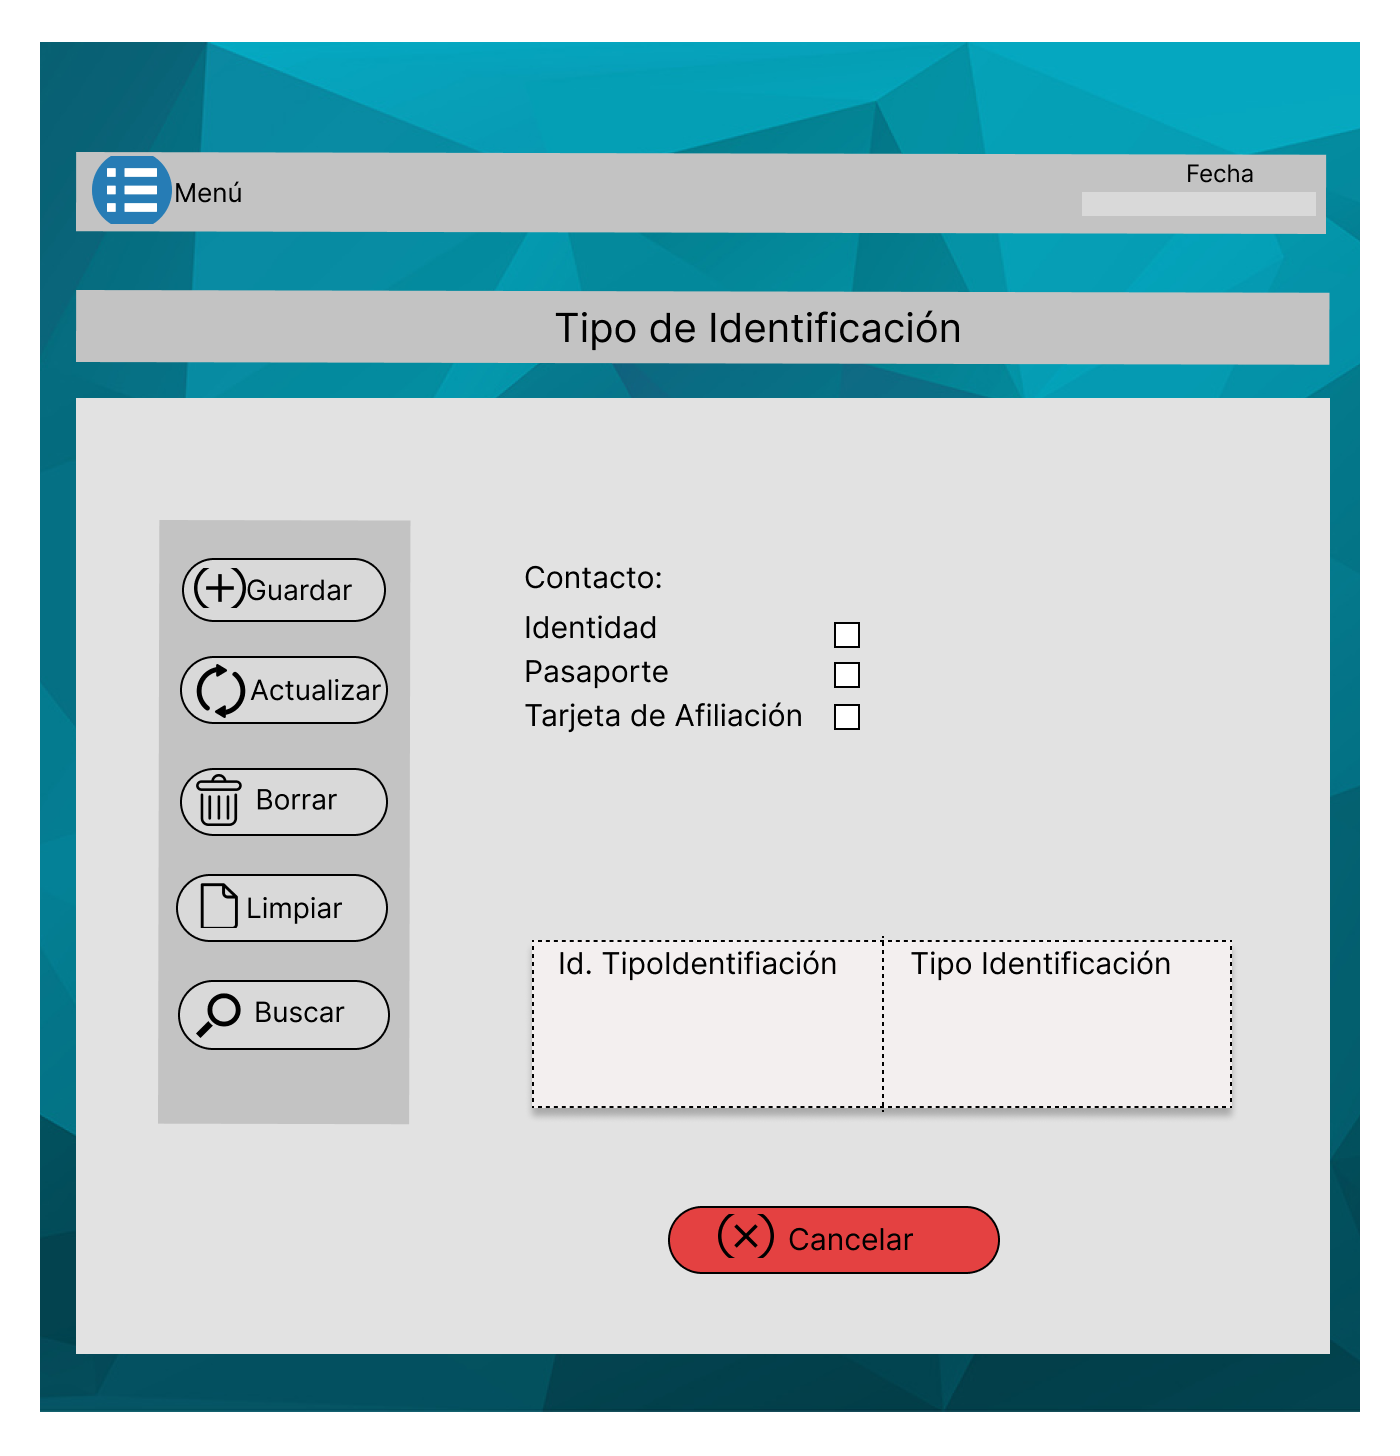 Menú
Fecha
Tipo de Identificación
Guardar
Actualizar
Borrar
Limpiar
Buscar
Contacto:
Identidad
Pasaporte
Tarjeta de Afiliación
Id. TipoIdentifiación
Tipo Identificación
Cancelar